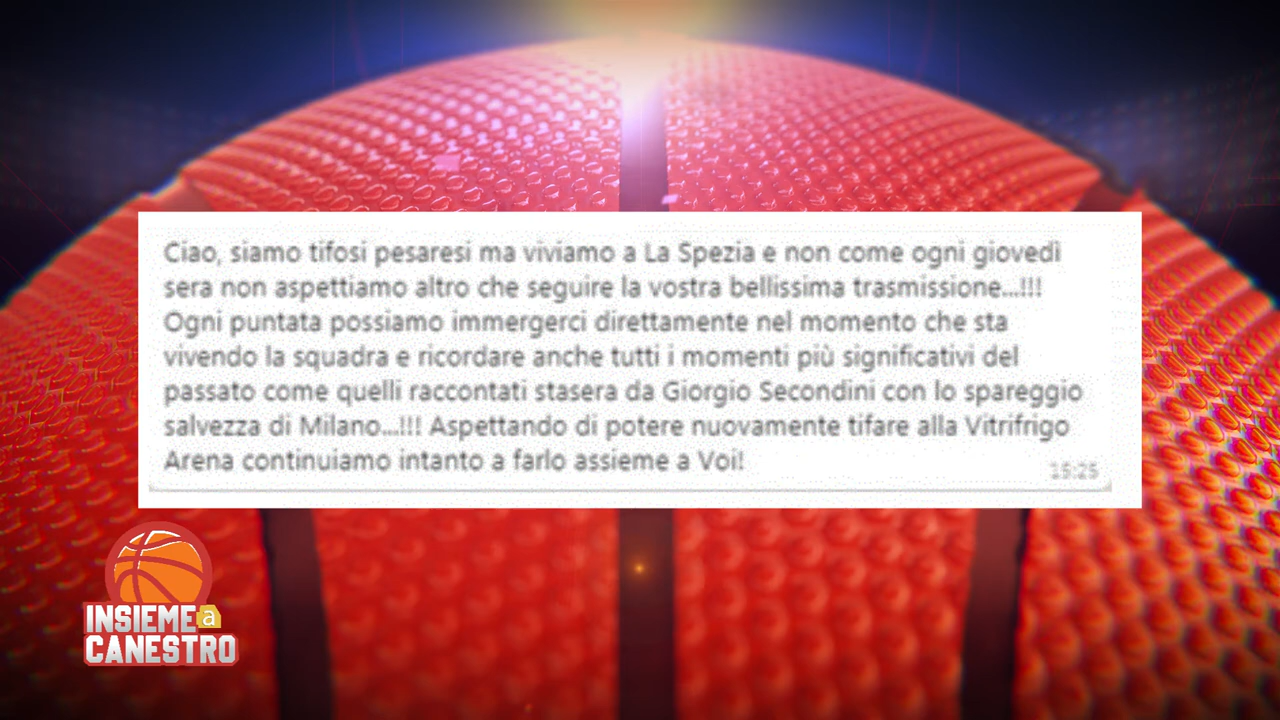 Ciao, siamo tifosi pesaresi ma viviamo a La Spezia e non come ogni giovedì
sera non aspettiamo altro che seguire la vostra bellissima trasmissione...!!!
Ogni puntata possiamo immergerci direttamente nel momento che sta
vivendo la squadra e ricordare anche tutti i momenti più significativi del
passato come quelli raccontati stasera da Giorgio Secondini con lo spareggio
salvezza di Milano...!!! Aspettando di potere nuovamente tifare alla Vitrifrigo
Arena continuiamo intanto a farlo assieme a Voi!
15:25
INSIEME a
CANESTRO